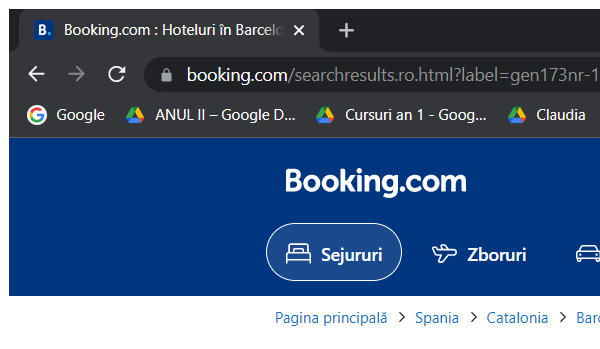 Booking.com : Hoteluri în Barcelo
booking.com/searchresults.ro.html?label=gen173nr-1
Google ANUL II – Google D... Cursuri an 1 - Goog... Claudia
Booking.com
Sejururi Zboruri
Pagina principală > Spania > Catalonia > Barc